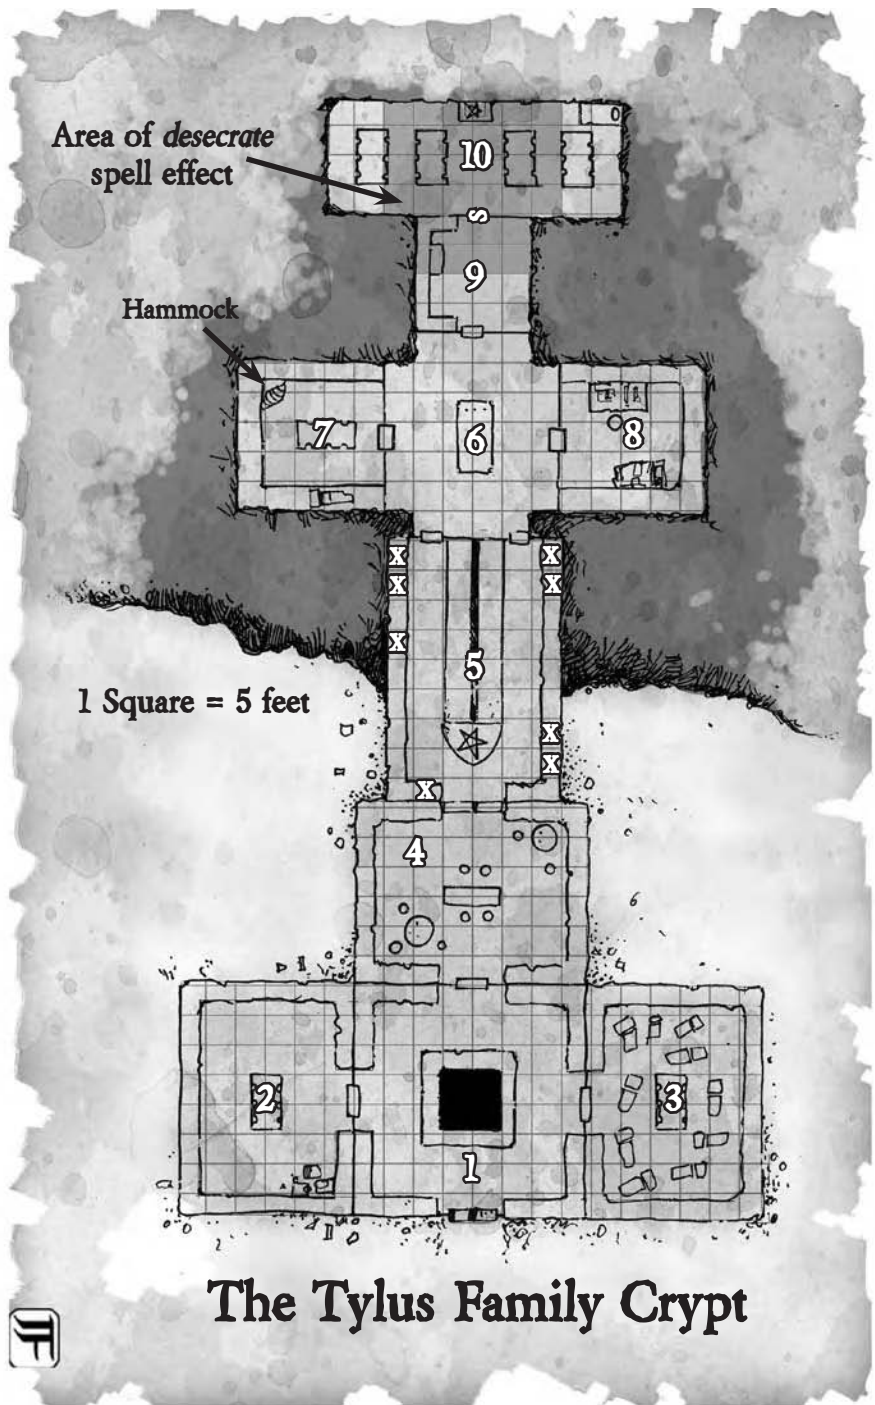 Area of desecrate
spell effect
10
S
9
Hammock
7
6
8
X
X
X
X
X
5
1 Square = 5 feet
X
X
X
4
2
3
1
The Tylus Family Crypt